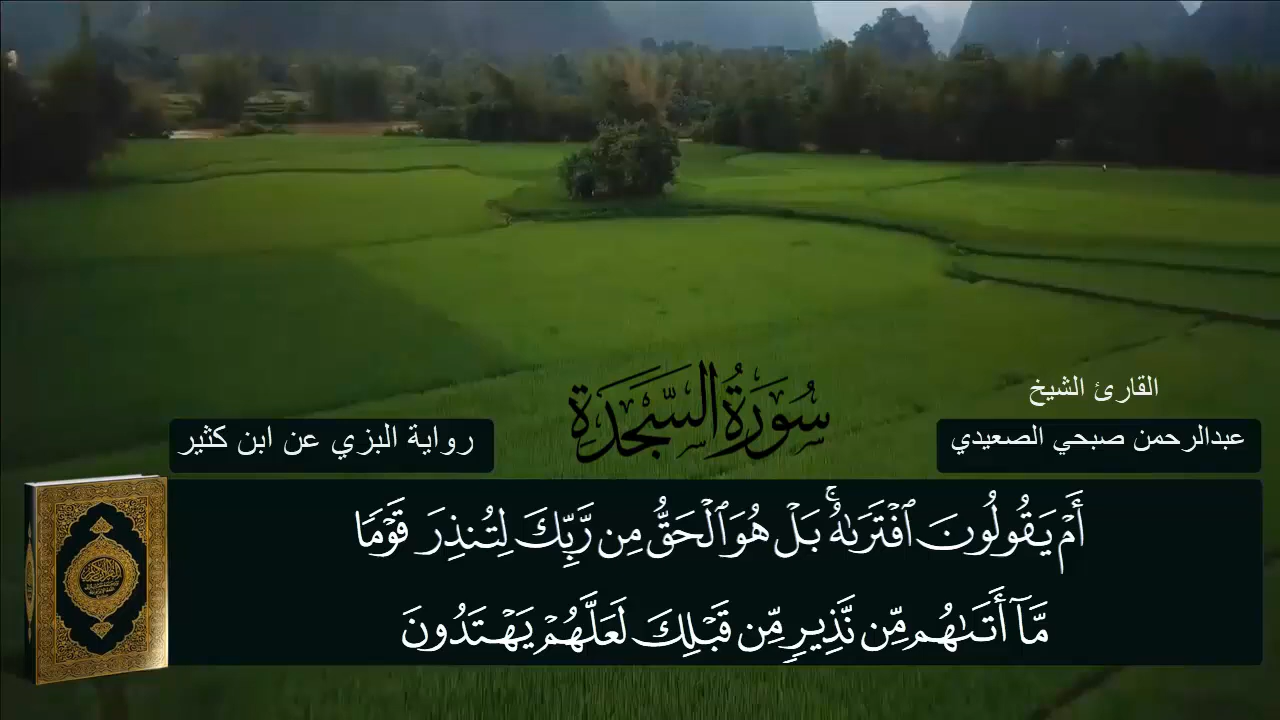 القارئ الشيخ
عبدالرحمن صبحي الصعيدي
سُورَةُ السَّجْدَةِ
رواية البزي عن ابن كثير
أَمْ يَقُولُونَ ٱفْتَرَىٰهُۚ بَلْ هُوَ ٱلْحَقُّ مِن رَّبِّكَ لِتُنذِرَ قَوْمًا
مَّآ أَتَىٰهُم مِّن نَّذِيرٍ مِّن قَبْلِكَ لَعَلَّهُمْ يَهْتَدُونَ